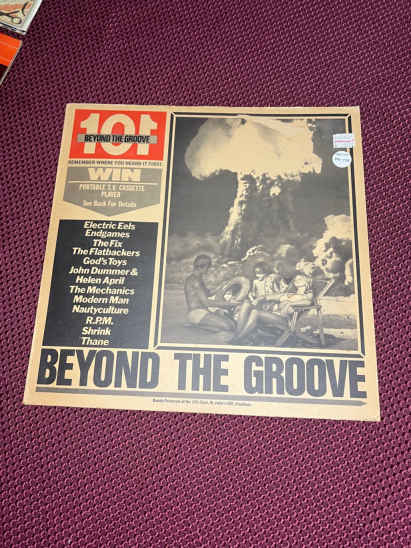 101
BEYOND THE GROOVE
REMEMBER WHERE YOU HEARD IT FIRST.
WIN
PORTABLE T.V. CASSETTE
PLAYER
See Back For Details
Electric Eels
Endgames
The Fix
The Flatbackers
God's Toys
John Dummer &
Helen April
The Mechanics
Modern Man
Nautyculture
R.P.M.
Shrink
Thane
BEYOND THE GROOVE